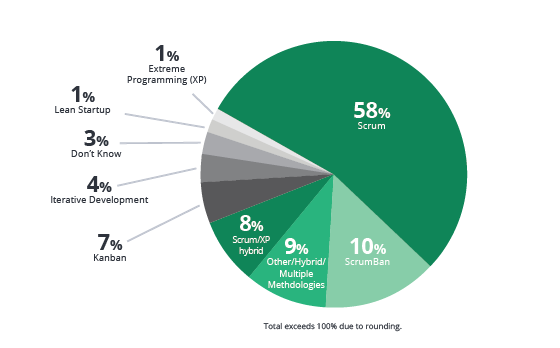 1%
Extreme
Programming (XP)
1%
Lean Startup
3%
Don't Know
4%
Iterative Development
7%
Kanban
58%
Scrum
8%
Scrum/XP
hybrid
9%
Other/Hybrid/
Multiple
Methdologies
10%
ScrumBan
Total exceeds 100% due to rounding.